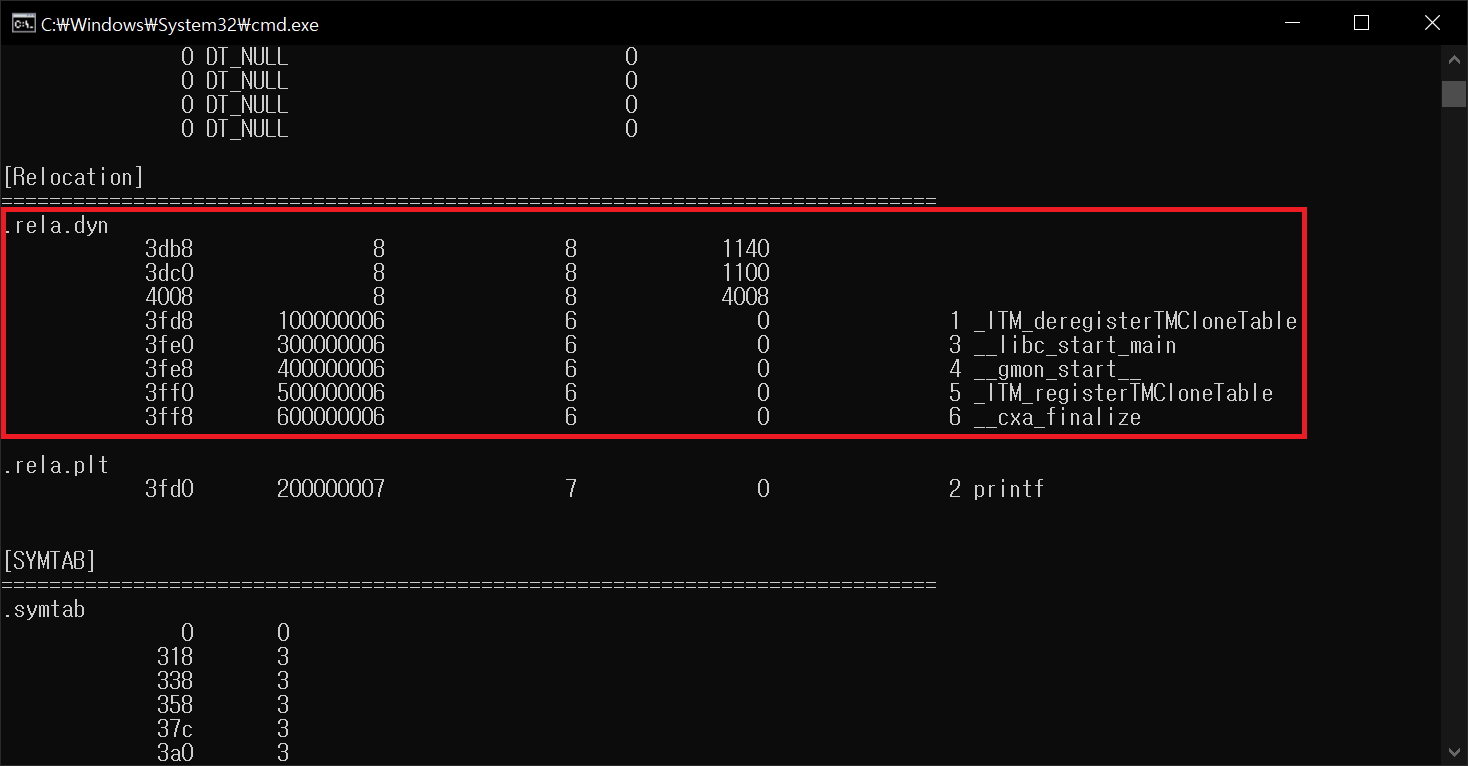 C:\Windows\System32\cmd.exe
0 DT_NULL 0
0 DT_NULL 0
0 DT_NULL 0
0 DT_NULL 0
[Relocation]
==============================================================================
.rela.dyn
3db8 8 8 1140
3dc0 8 8 1100
4008 8 8 4008
3fd8 100000006 6 0 1 _ITM_deregisterTMCloneTable
3fe0 300000006 6 0 3 __libc_start_main
3fe8 400000006 6 0 4 __gmon_start__
3ff0 500000006 6 0 5 _ITM_registerTMCloneTable
3ff8 600000006 6 0 6 __cxa_finalize
.rela.plt
3fd0 200000007 7 0 2 printf
[SYMTAB]
==============================================================================
.symtab
0 0
318 3
338 3
358 3
37c 3
3a0 3